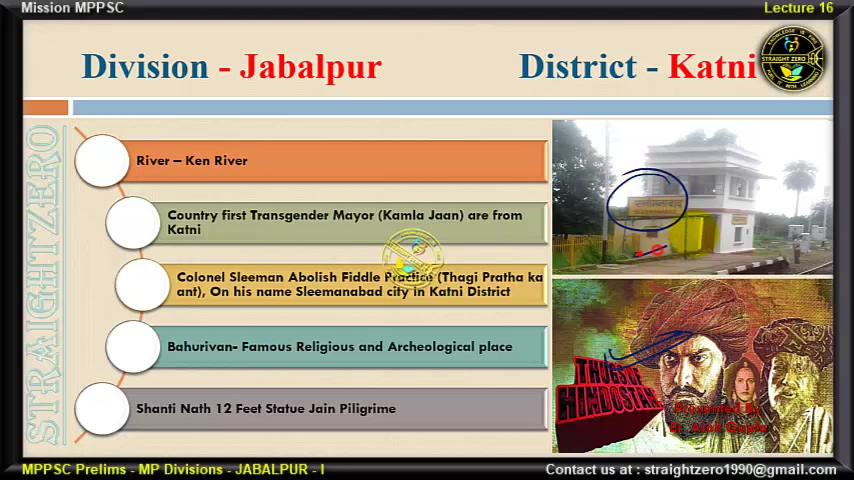 Mission MPPSC
Lecture 16
Division - Jabalpur
District - Katni
STRAIGHT ZERO
STRAIGHTZERO
River – Ken River
Country first Transgender Mayor (Kamla Jaan) are from
Katni
Colonel Sleeman Abolish Fiddle Practice (Thagi Pratha ka
ant), On his name Sleemanabad city in Katni District
Bahurivan- Famous Religious and Archeological place
Shanti Nath 12 Feet Statue Jain Piligrime
THUGS OF
HINDOSTAN
Presented By
Er. Alok Gupta
MPPSC Prelims - MP Divisions - JABALPUR - I
Contact us at : straightzero1990@gmail.com